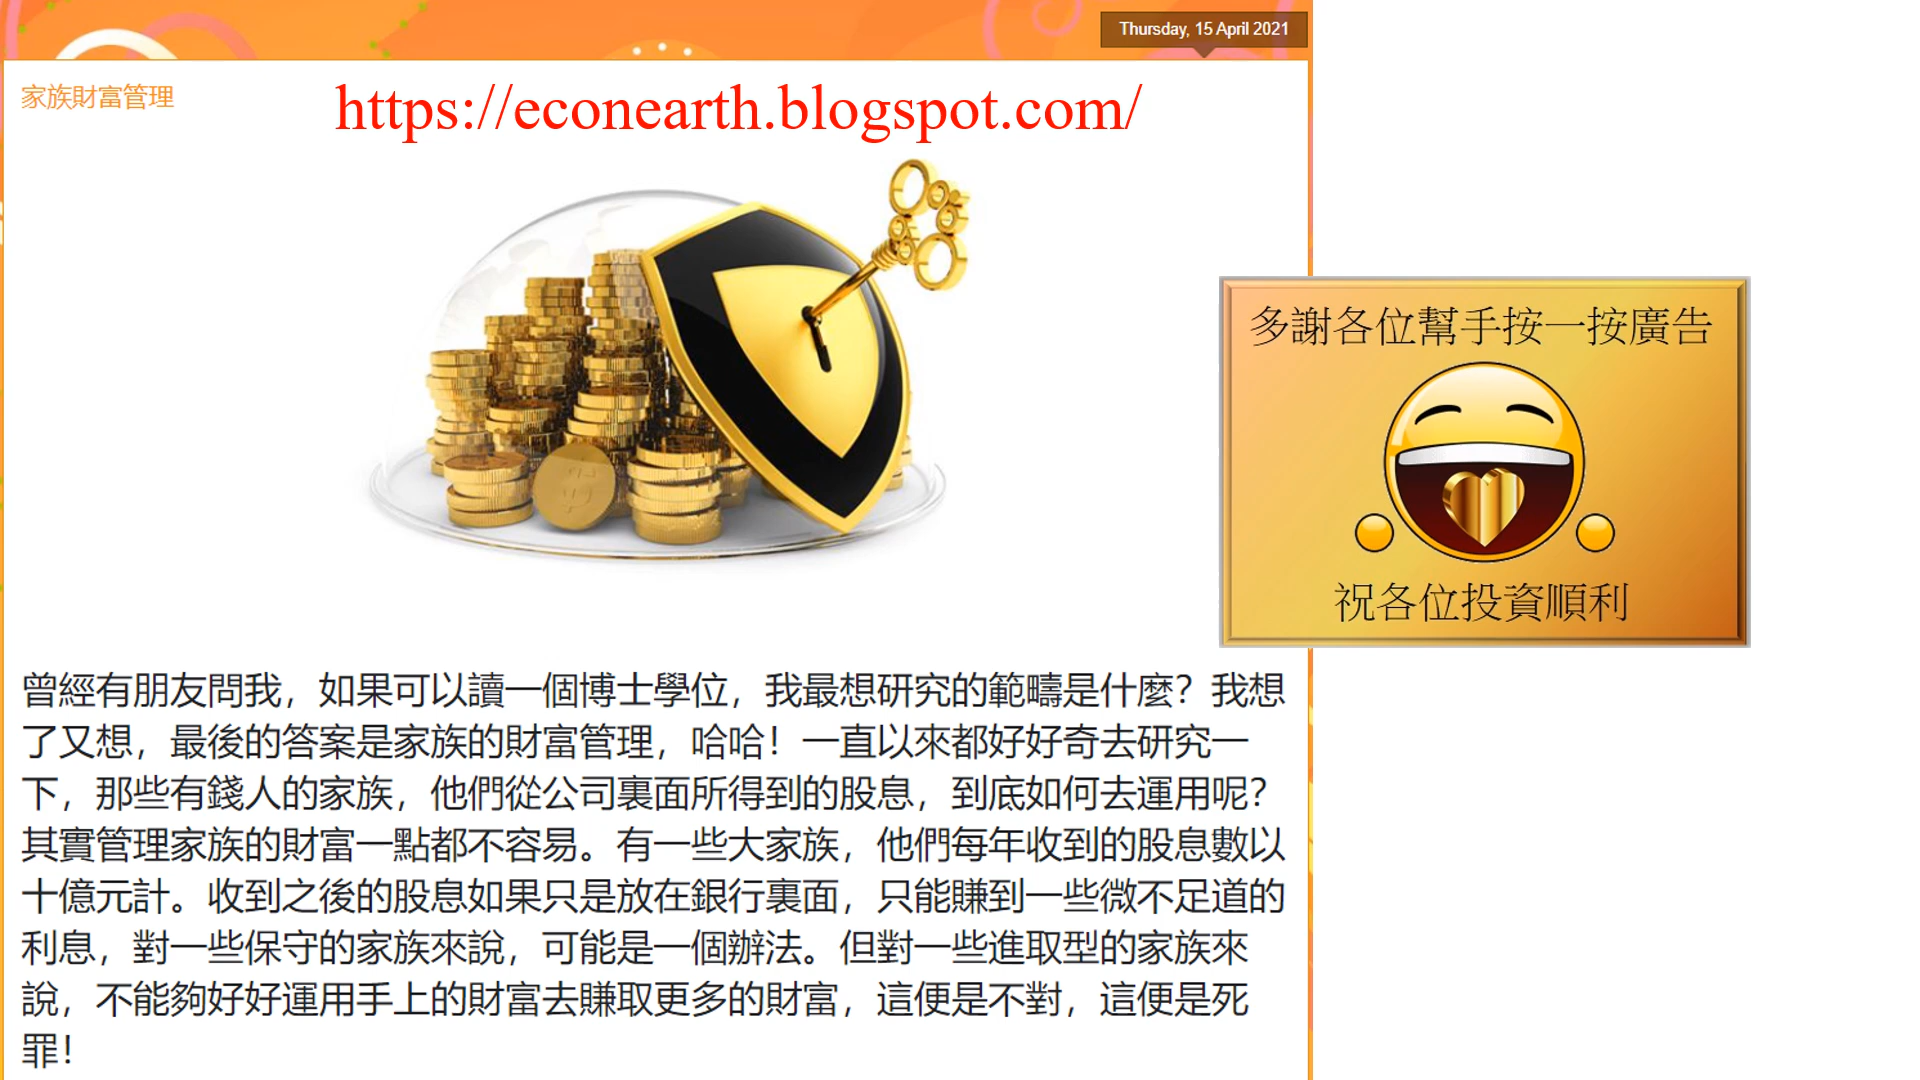 Thursday, 15 April 2021
家族財富管理
https://econearth.blogspot.com/
多謝各位幫手按一按廣告
祝各位投資順利
曾經有朋友問我，如果可以讀一個博士學位，我最想研究的範疇是什麼？我想
了又想，最後的答案是家族的財富管理，哈哈！一直以來都好好奇去研究一
下，那些有錢人的家族，他們從公司裏面所得到的股息，到底如何去運用呢？
其實管理家族的財富一點都不容易。有一些大家族，他們每年收到的股息數以
十億元計。收到之後的股息如果只是放在銀行裏面，只能賺到一些微不足道的
利息，對一些保守的家族來說，可能是一個辦法。但對一些進取型的家族來
說，不能夠好好運用手上的財富去賺取更多的財富，這便是不對，這便是死
罪！